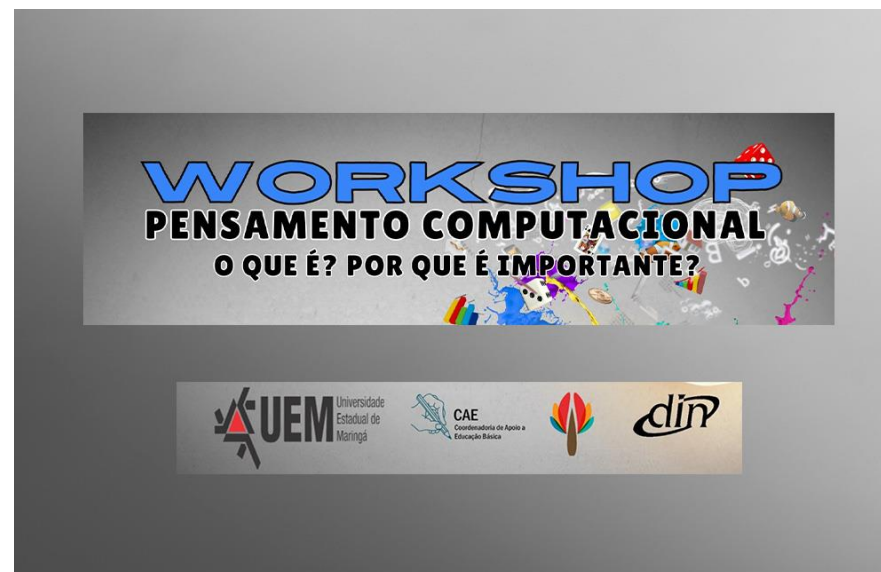 WORKSHOP
PENSAMENTO COMPUTACIONAL
O QUE É? POR QUE É IMPORTANTE?
UEM
Universidade
Estadual de
Maringá
CAE
Coordenadoria de Apoio a
Educação Básica
din